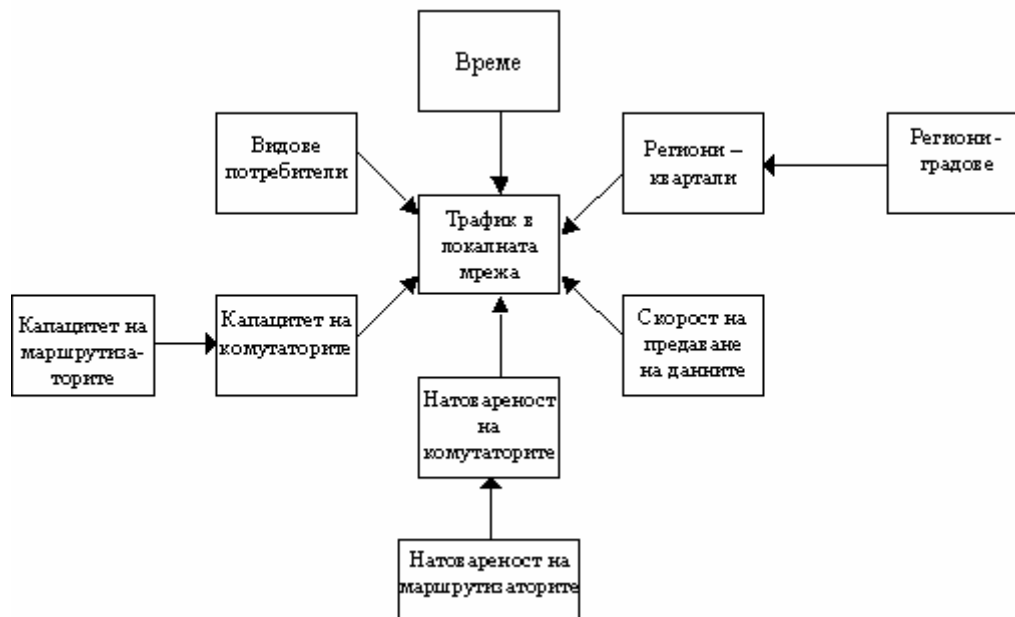 Време
Видове
потребители
Региони –
квартали
Региони-
градове
Трафик в
локалната
мрежа
Капацитет на
маршрутиза-
торите
Капацитет на
комутаторите
Скорост на
предаване
на данните
Натовареност
на
комутаторите
Натовареност на
маршрутизаторите